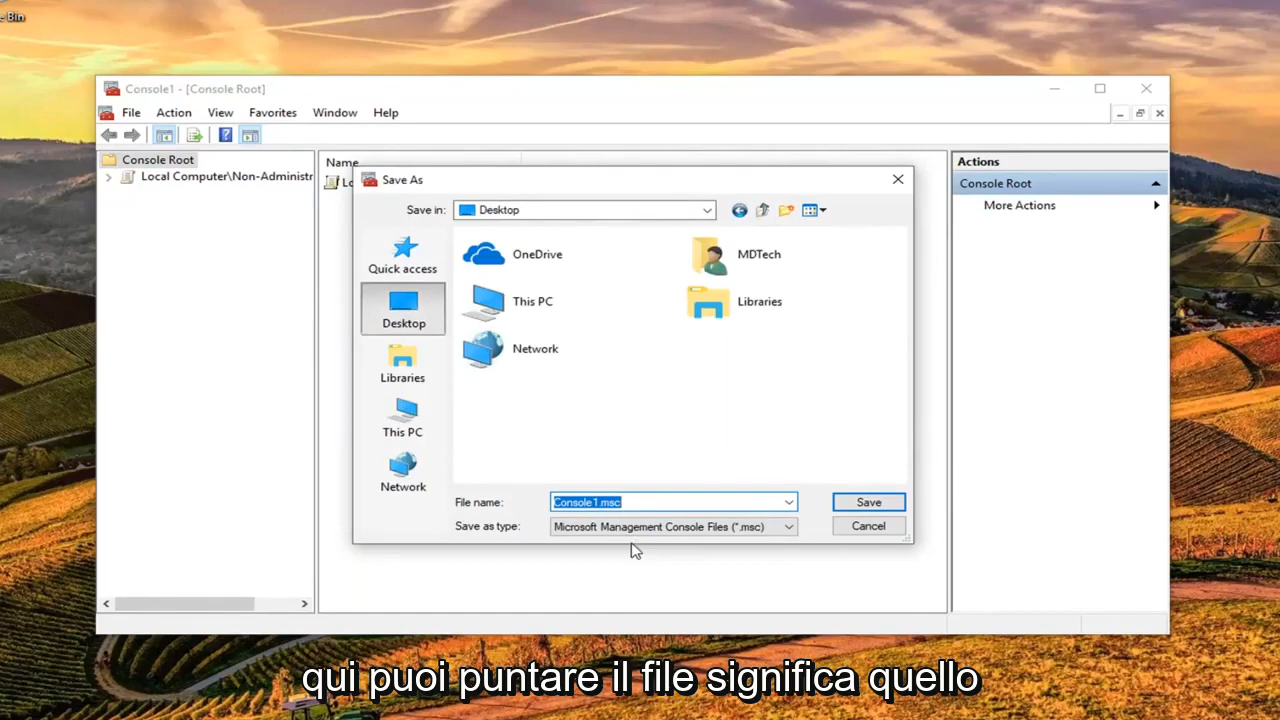 e Bin
Console1 - [Console Root]
File Action View Favorites Window Help
Console Root
Local Computer\Non-Administr
Name
Lc
Save As
Save in: Desktop
Quick access
Desktop
Libraries
This PC
Network
OneDrive
MDTech
This PC
Libraries
Network
File name: Console1.msc
Save as type: Microsoft Management Console Files (*.msc)
Save
Cancel
Actions
Console Root
More Actions
qui puoi puntare il file significa quello